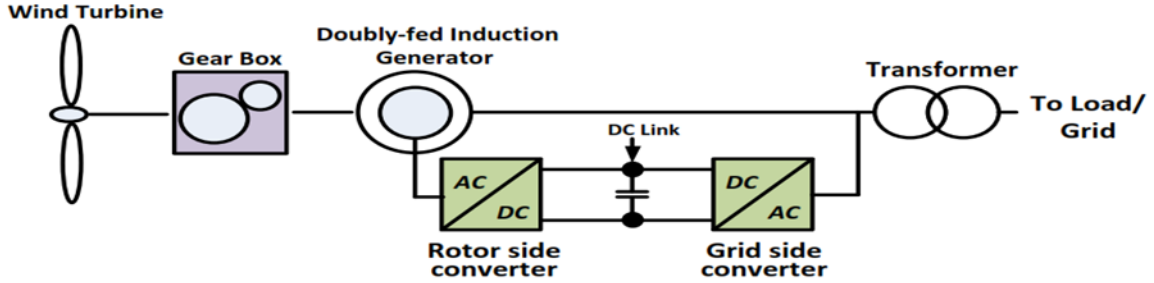 Wind Turbine
Gear Box
Doubly-fed Induction
Generator
Transformer
To Load/
Grid
DC Link
AC
DC
DC
AC
Rotor side
converter
Grid side
converter